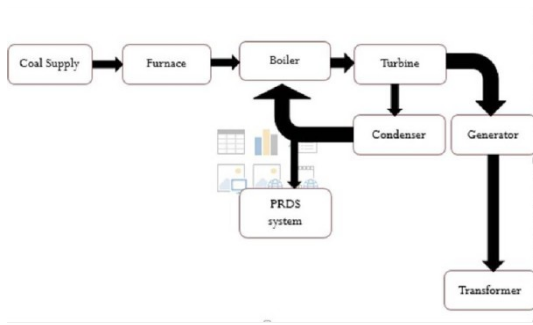 Coal Supply
Furnace
Boiler
Turbine
Condenser
Generator
PRDS
system
Transformer